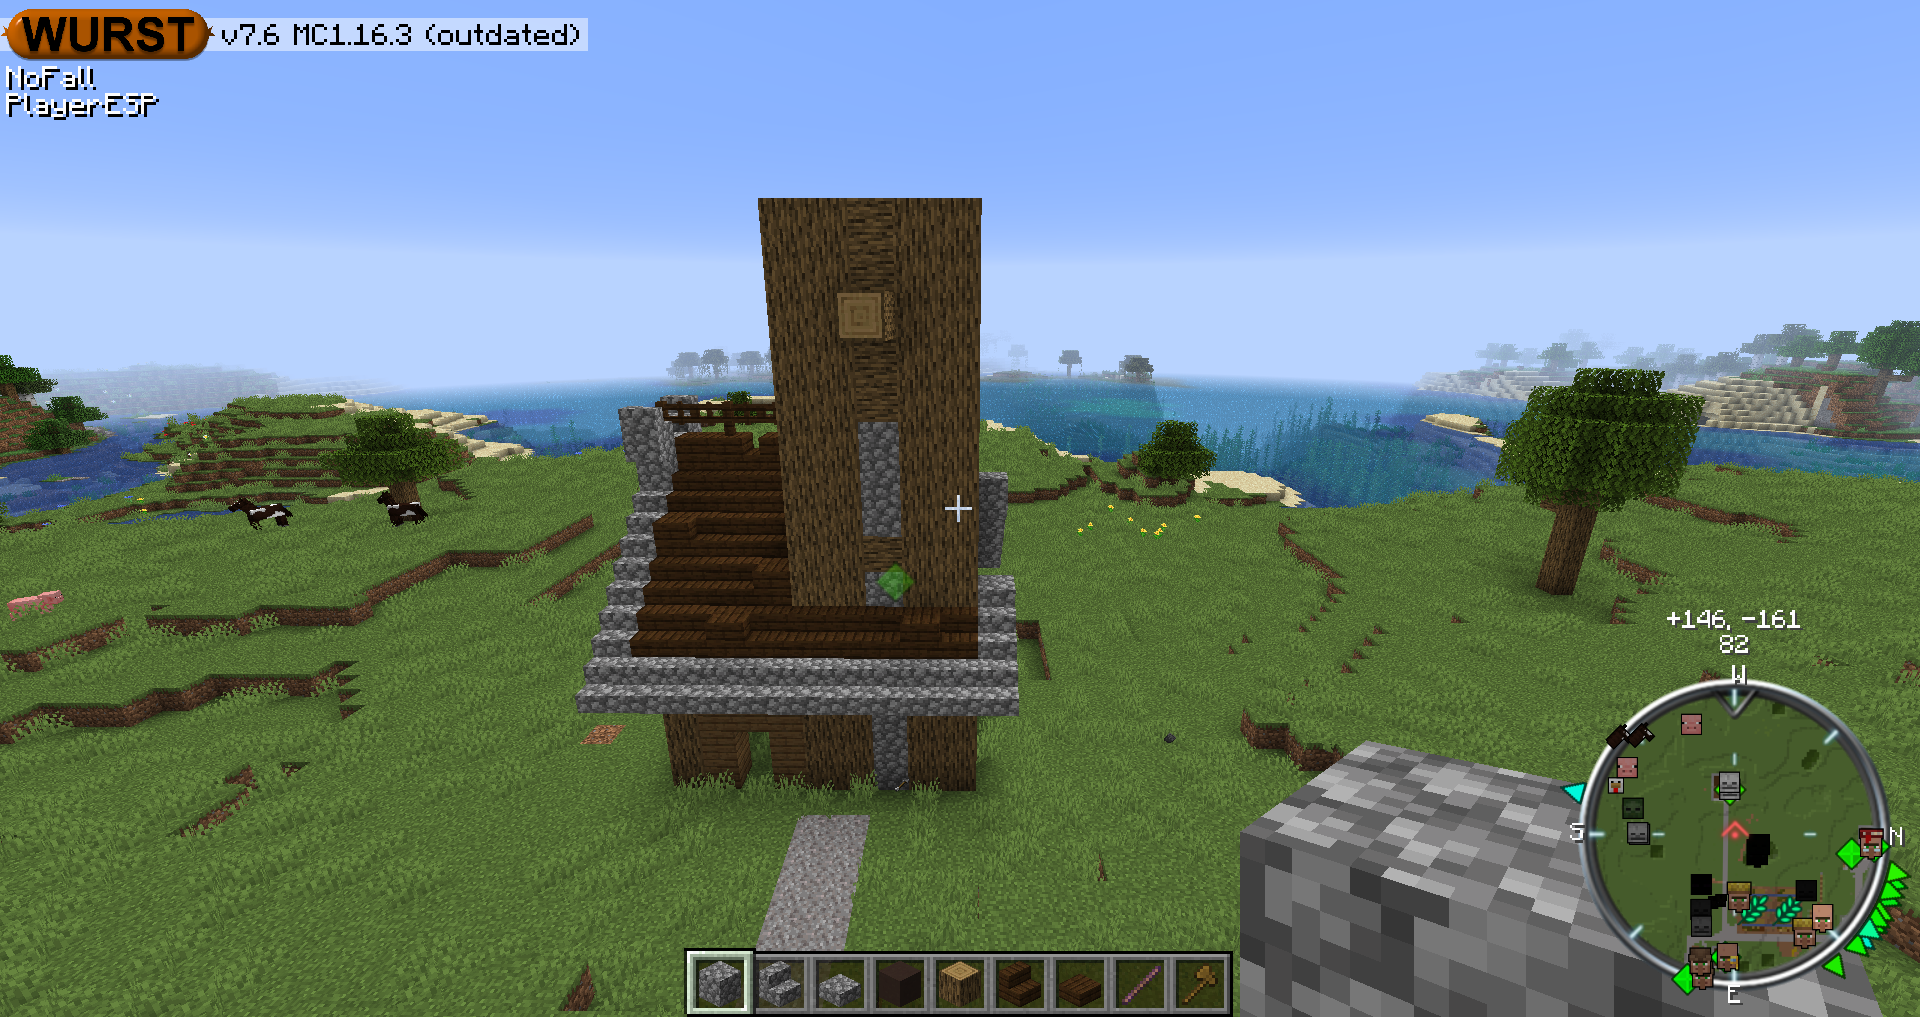 WURST v7.6 MC1.16.3 (outdated)
NoFall
PlayerESP
+146, -161
82
W
S
N
E